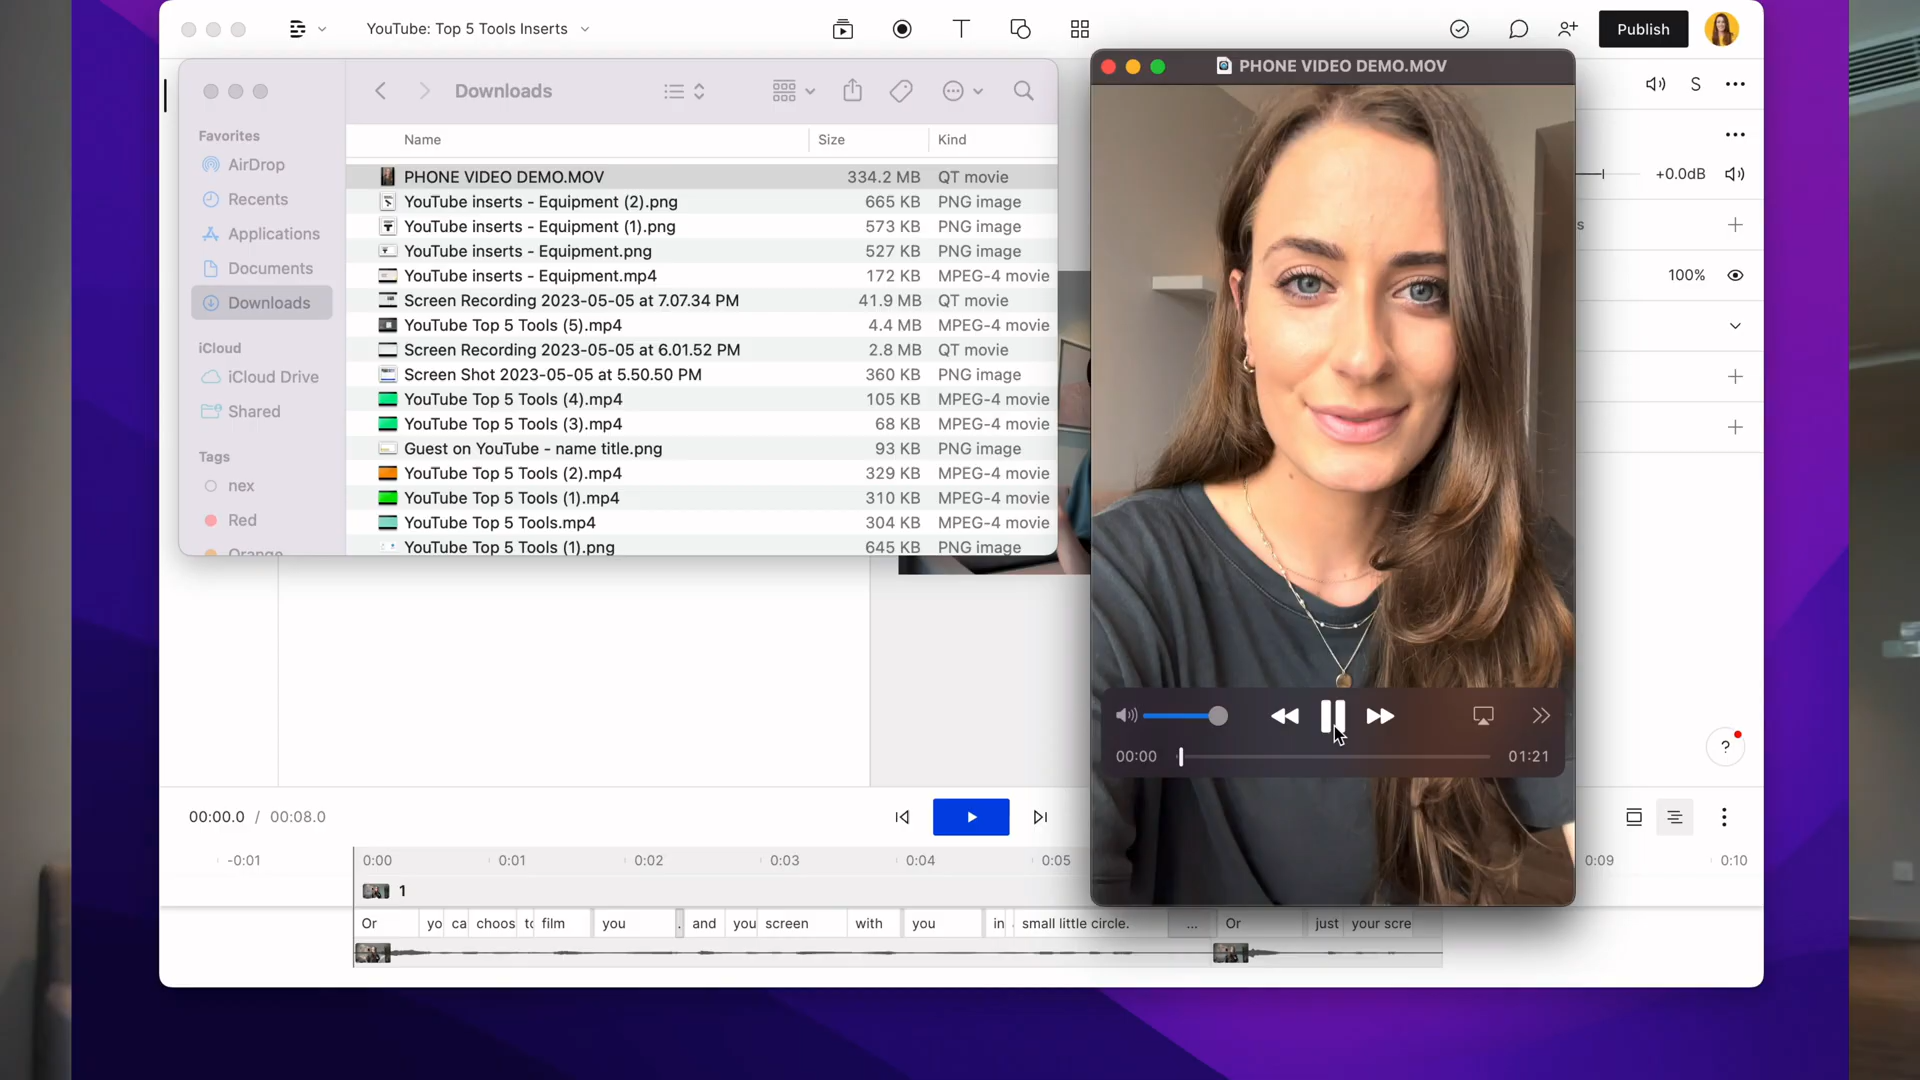 YouTube: Top 5 Tools Inserts
Publish
Downloads
Name Size Kind
Favorites
AirDrop
Recents
Applications
Documents
Downloads
iCloud
iCloud Drive
Shared
Tags
nex
Red
Orange
PHONE VIDEO DEMO.MOV 334.2 MB QT movie
YouTube inserts - Equipment (2).png 665 KB PNG image
YouTube inserts - Equipment (1).png 573 KB PNG image
YouTube inserts - Equipment.png 527 KB PNG image
YouTube inserts - Equipment.mp4 172 KB MPEG-4 movie
Screen Recording 2023-05-05 at 7.07.34 PM 41.9 MB QT movie
YouTube Top 5 Tools (5).mp4 4.4 MB MPEG-4 movie
Screen Recording 2023-05-05 at 6.01.52 PM 2.8 MB QT movie
Screen Shot 2023-05-05 at 5.50.50 PM 360 KB PNG image
YouTube Top 5 Tools (4).mp4 105 KB MPEG-4 movie
YouTube Top 5 Tools (3).mp4 68 KB MPEG-4 movie
Guest on YouTube - name title.png 93 KB PNG image
YouTube Top 5 Tools (2).mp4 329 KB MPEG-4 movie
YouTube Top 5 Tools (1).mp4 310 KB MPEG-4 movie
YouTube Top 5 Tools.mp4 304 KB MPEG-4 movie
YouTube Top 5 Tools (1).png 645 KB PNG image
PHONE VIDEO DEMO.MOV
00:00 01:21
S
+0.0dB
s
100%
?
00:00.0 / 00:08.0
-0:01 0:00 0:01 0:02 0:03 0:04 0:05 0:09 0:10
1
Or yo ca choos to film you . and you screen with you in small little circle. ... Or just your scre